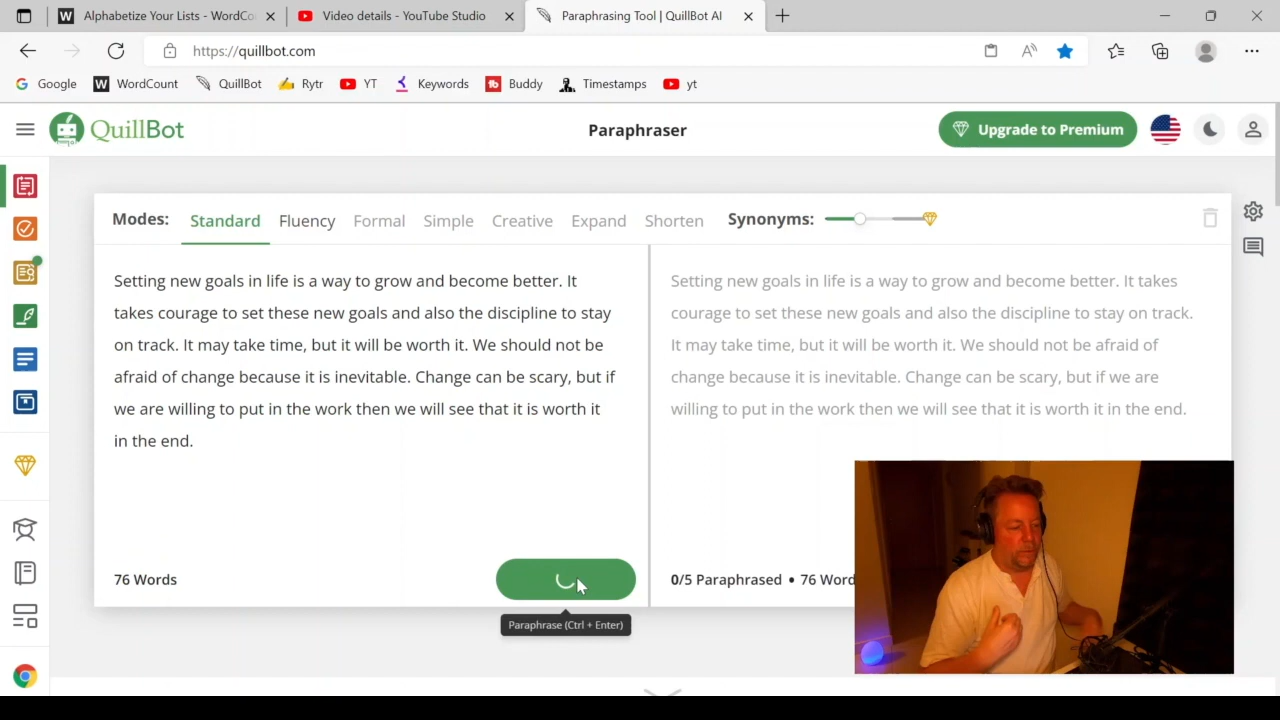 Alphabetize Your Lists - WordCo
Video details - YouTube Studio
Paraphrasing Tool | QuillBot AI
https://quillbot.com
Google
WordCount
QuillBot
Rytr
YT
Keywords
Buddy
Timestamps
yt
QuillBot
Paraphraser
Upgrade to Premium
Modes:
Standard
Fluency
Formal
Simple
Creative
Expand
Shorten
Synonyms:
Setting new goals in life is a way to grow and become better. It
takes courage to set these new goals and also the discipline to stay
on track. It may take time, but it will be worth it. We should not be
afraid of change because it is inevitable. Change can be scary, but if
we are willing to put in the work then we will see that it is worth it
in the end.
Setting new goals in life is a way to grow and become better. It takes
courage to set these new goals and also the discipline to stay on track.
It may take time, but it will be worth it. We should not be afraid of
change because it is inevitable. Change can be scary, but if we are
willing to put in the work then we will see that it is worth it in the end.
76 Words
0/5 Paraphrased • 76 Word
Paraphrase (Ctrl + Enter)